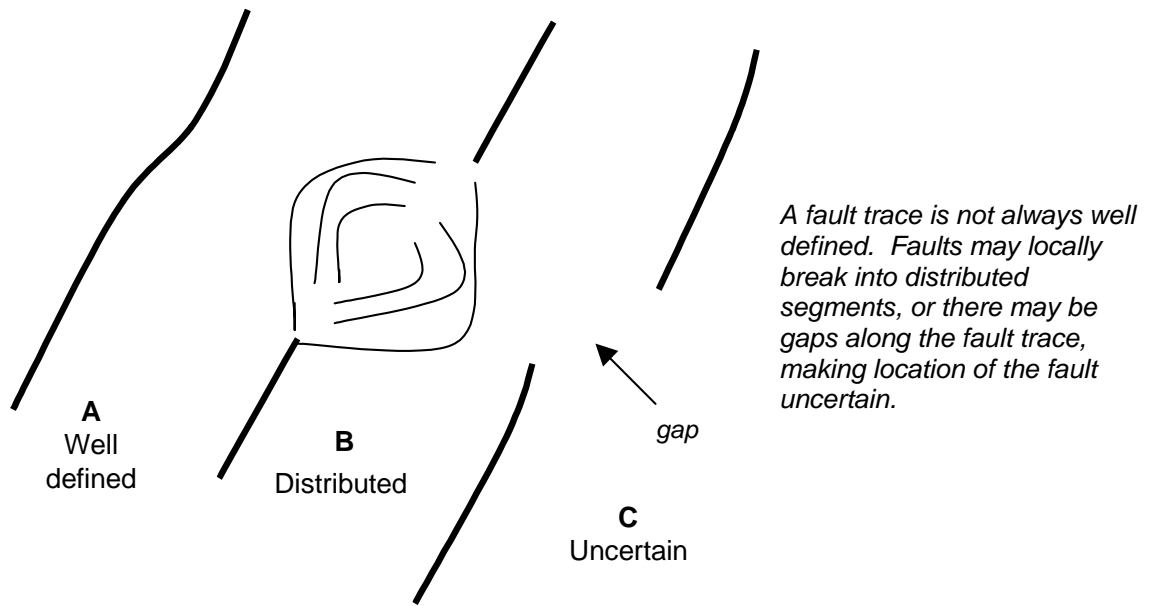 A
Well
defined
B
Distributed
C
Uncertain
gap
A fault trace is not always well
defined. Faults may locally
break into distributed
segments, or there may be
gaps along the fault trace,
making location of the fault
uncertain.